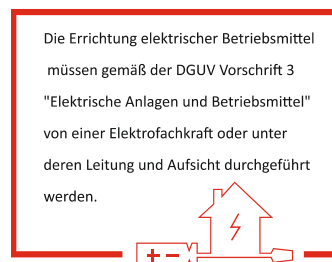 Die Errichtung elektrischer Betriebsmittel
müssen gemäß der DGUV Vorschrift 3
"Elektrische Anlagen und Betriebsmittel"
von einer Elektrofachkraft oder unter
deren Leitung und Aufsicht durchgeführt
werden.